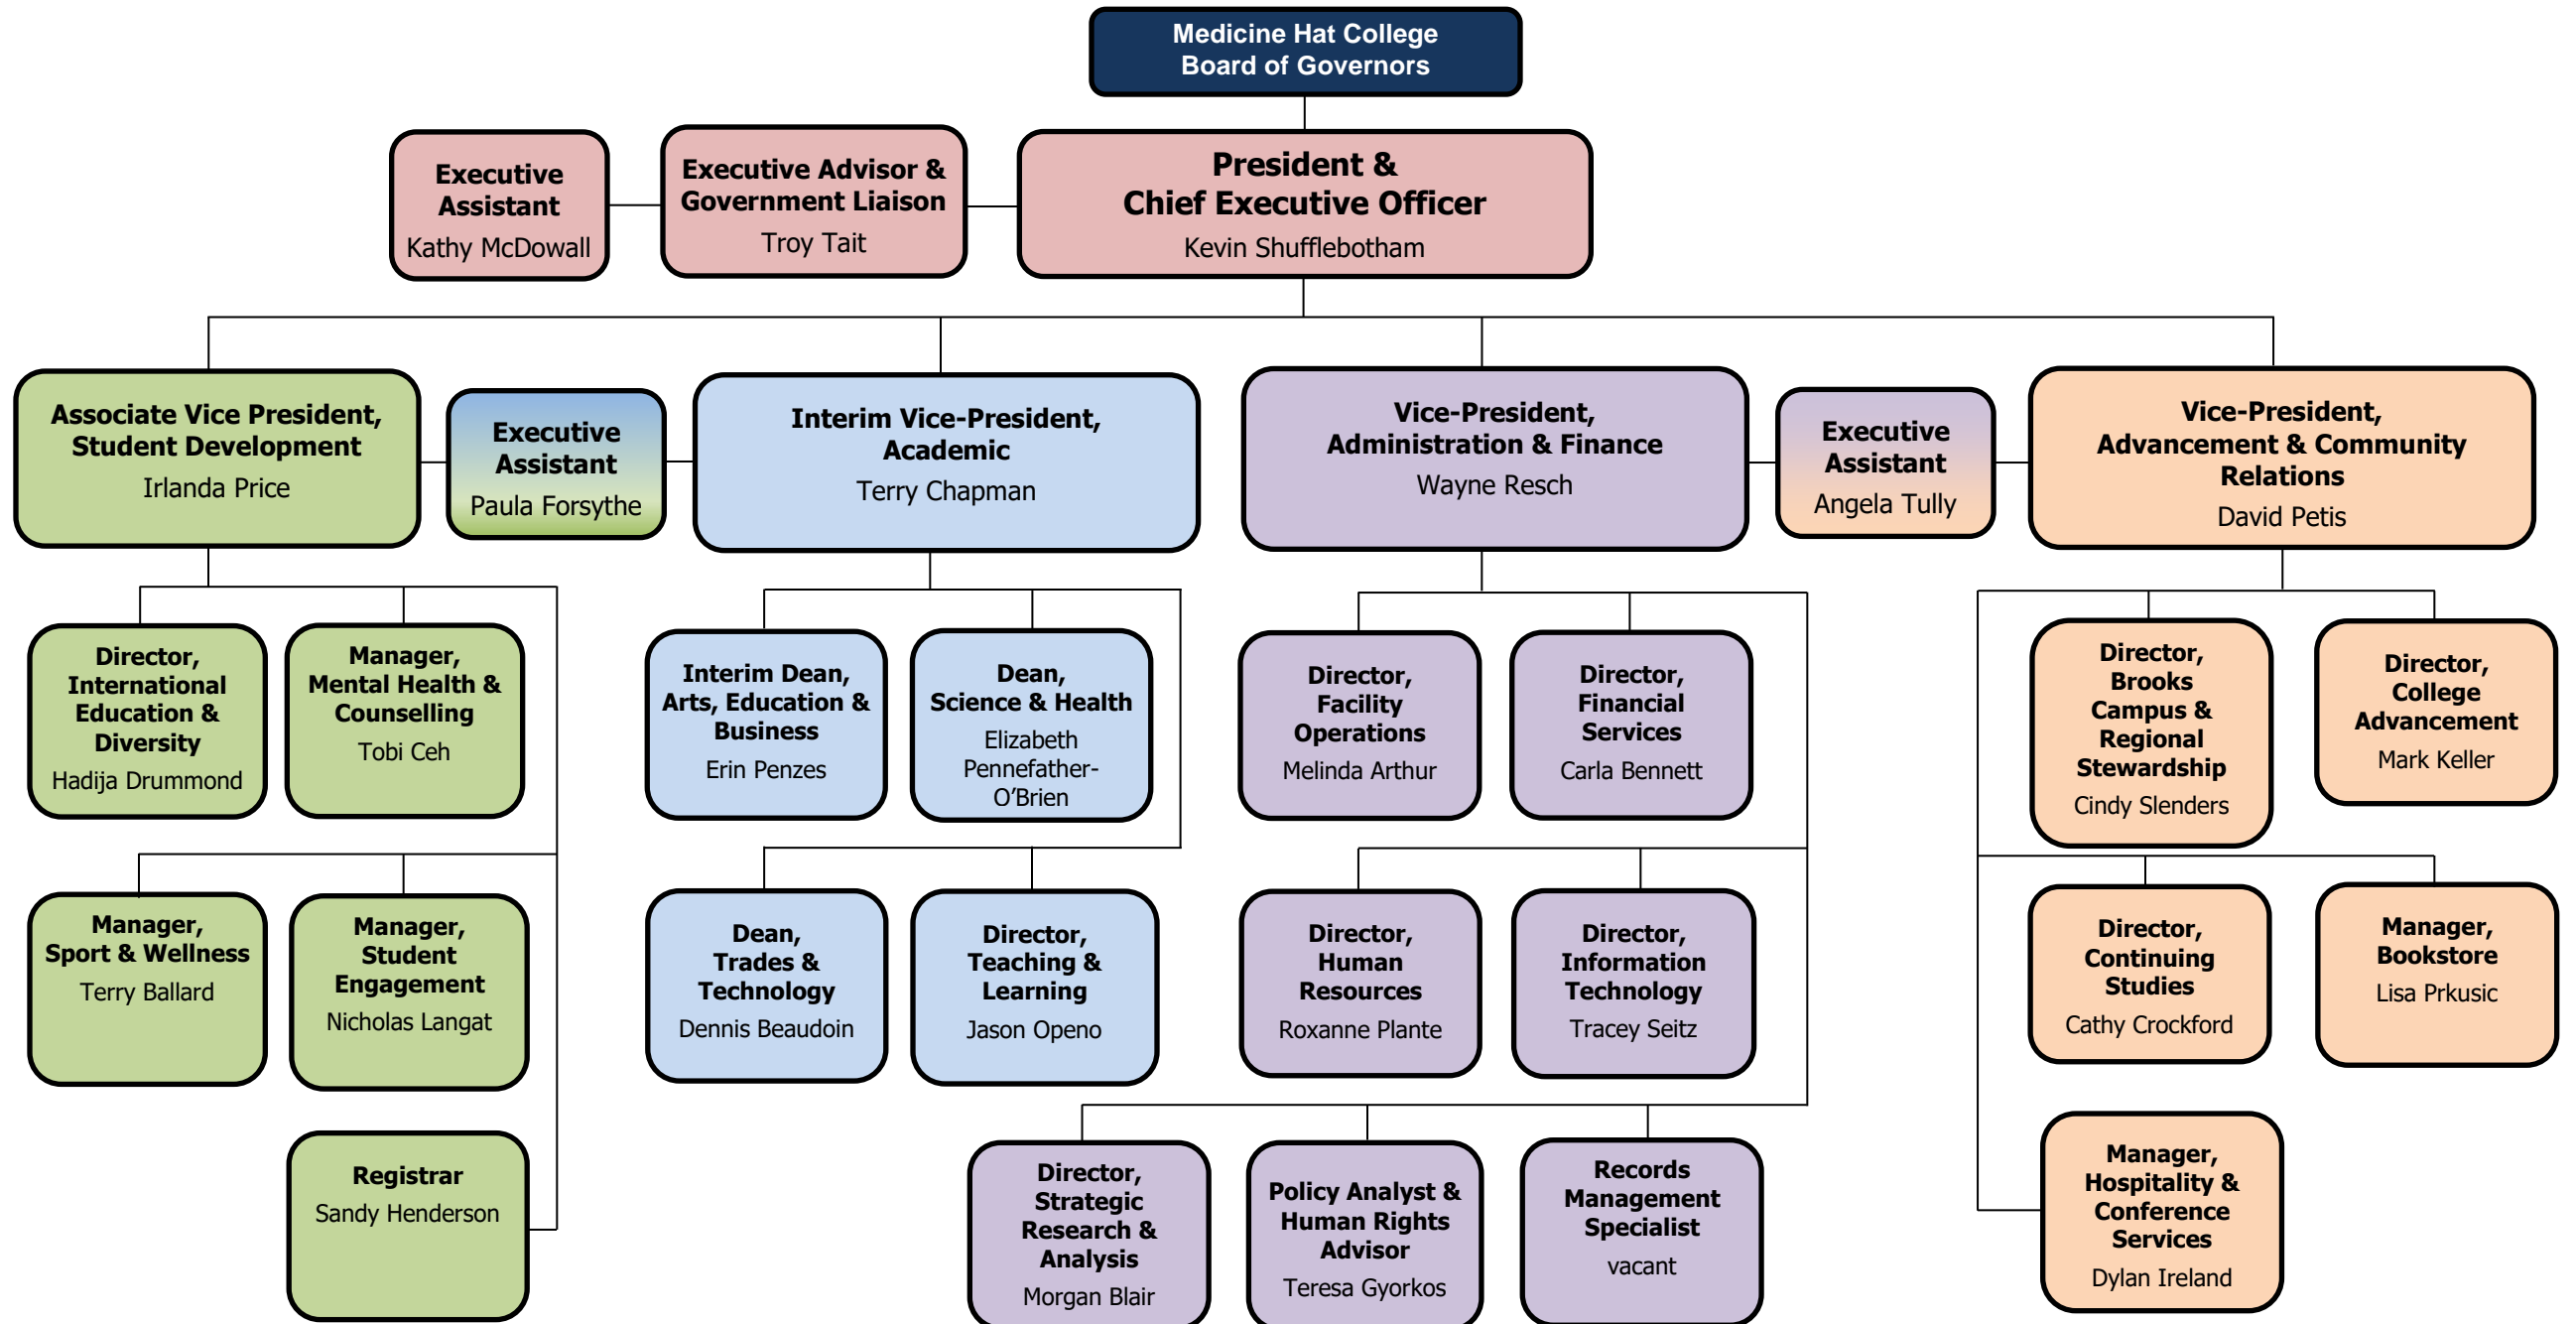 Medicine Hat College
Board of Governors
Executive
Assistant
Kathy McDowall
Executive Advisor &
Government Liaison
Troy Tait
President &
Chief Executive Officer
Kevin Shufflebotham
Associate Vice President,
Student Development
Irlanda Price
Executive
Assistant
Paula Forsythe
Interim Vice-President,
Academic
Terry Chapman
Vice-President,
Administration & Finance
Wayne Resch
Executive
Assistant
Angela Tully
Vice-President,
Advancement & Community
Relations
David Petis
Director,
International
Education &
Diversity
Hadija Drummond
Manager,
Mental Health &
Counselling
Tobi Ceh
Interim Dean,
Arts, Education &
Business
Erin Penzes
Dean,
Science & Health
Elizabeth
Pennefather-
O’Brien
Director,
Facility
Operations
Melinda Arthur
Director,
Financial
Services
Carla Bennett
Director,
Brooks
Campus &
Regional
Stewardship
Cindy Slenders
Director,
College
Advancement
Mark Keller
Manager,
Sport & Wellness
Terry Ballard
Manager,
Student
Engagement
Nicholas Langat
Dean,
Trades &
Technology
Dennis Beaudoin
Director,
Teaching &
Learning
Jason Openo
Director,
Human
Resources
Roxanne Plante
Director,
Information
Technology
Tracey Seitz
Director,
Continuing
Studies
Cathy Crockford
Manager,
Bookstore
Lisa Prkusic
Registrar
Sandy Henderson
Director,
Strategic
Research &
Analysis
Morgan Blair
Policy Analyst &
Human Rights
Advisor
Teresa Gyorkos
Records
Management
Specialist
vacant
Manager,
Hospitality &
Conference
Services
Dylan Ireland